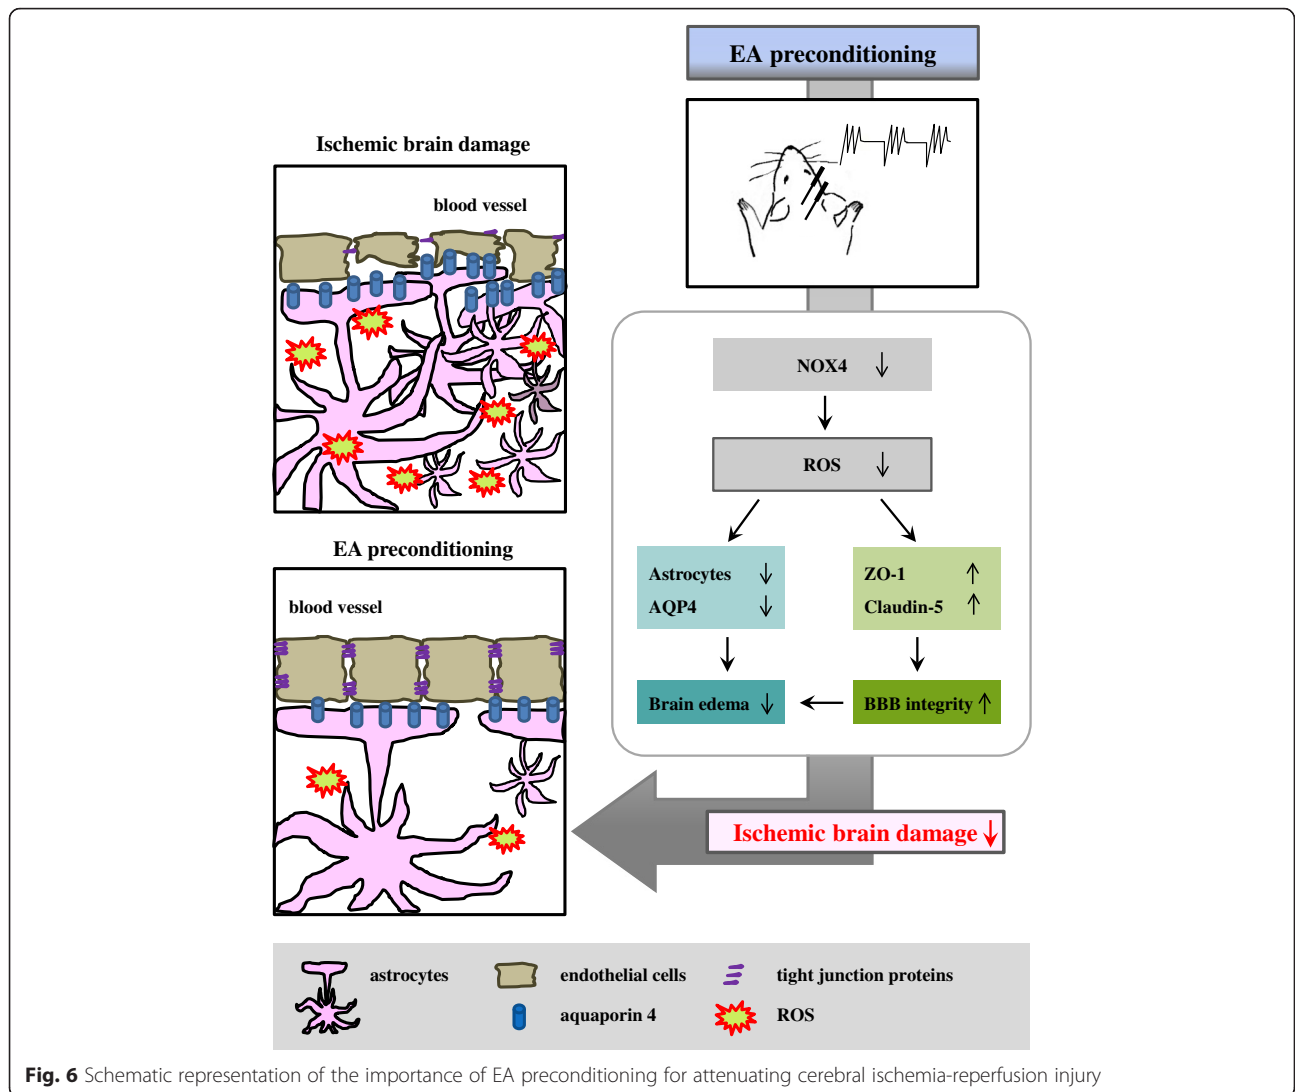 EA preconditioning
Ischemic brain damage
blood vessel
NOX4 ↓
ROS ↓
EA preconditioning
blood vessel
Astrocytes ↓
AQP4 ↓
ZO-1 ↑
Claudin-5 ↑
Brain edema ↓
BBB integrity ↑
Ischemic brain damage ↓
astrocytes
endothelial cells
tight junction proteins
aquaporin 4
ROS
Fig. 6 Schematic representation of the importance of EA preconditioning for attenuating cerebral ischemia-reperfusion injury